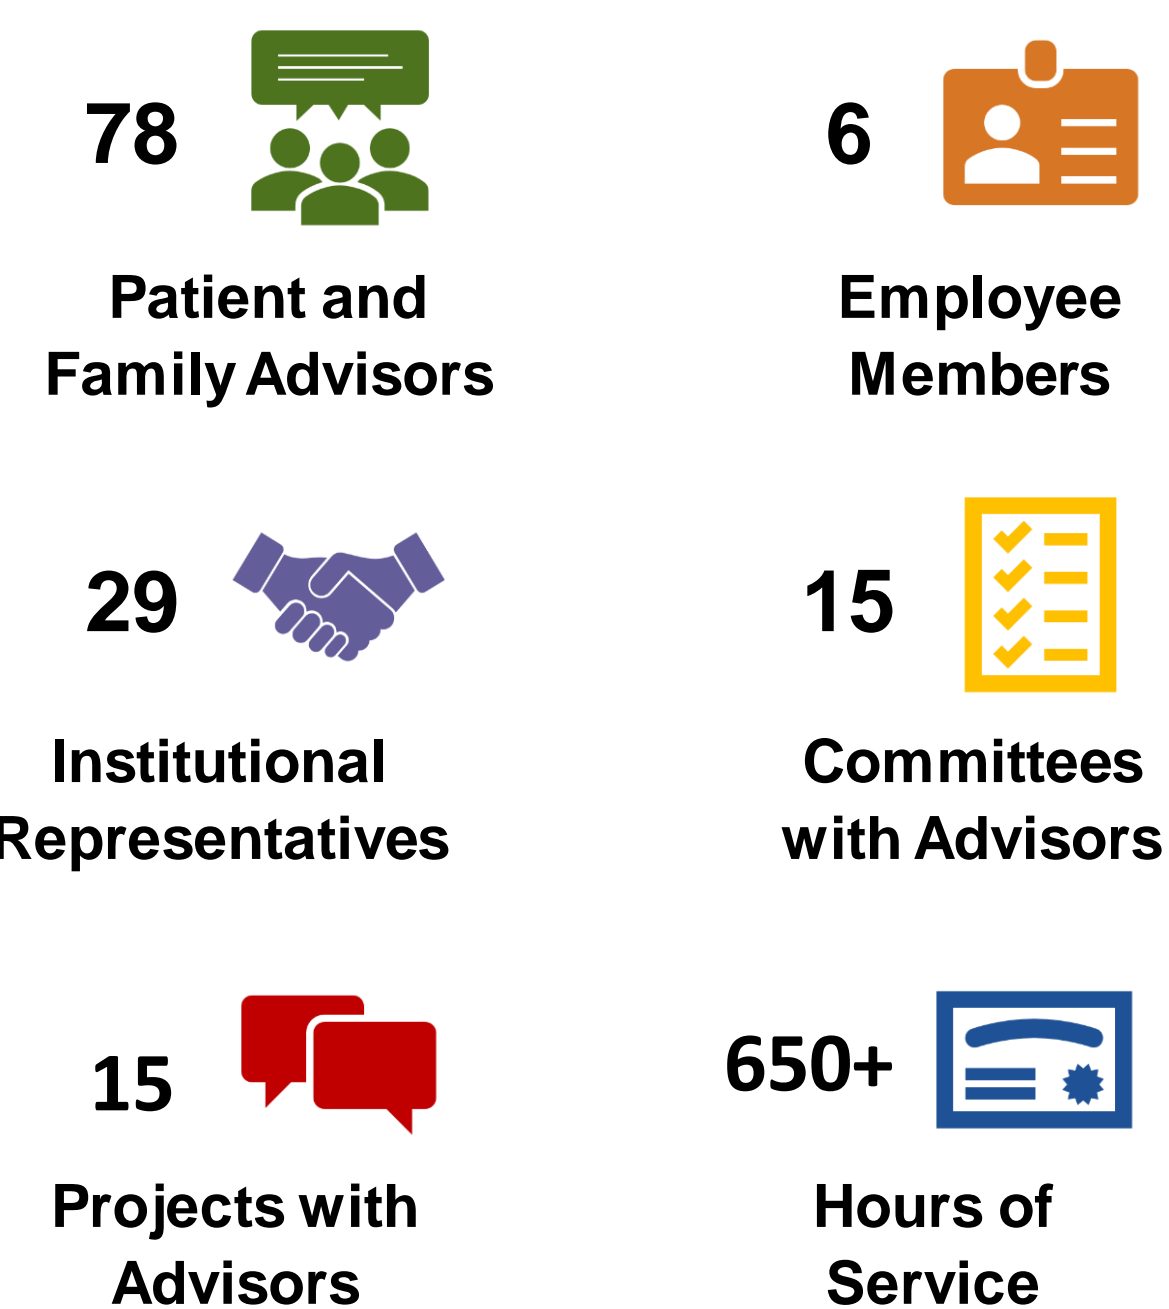 78
Patient and
Family Advisors
6
Employee
Members
29
Institutional
Representatives
15
Committees
with Advisors
15
Projects with
Advisors
650+
Hours of
Service